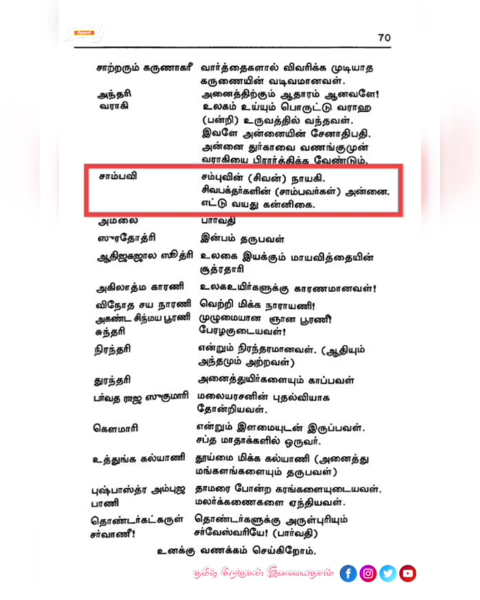 70
சாற்றரும் கருணாகரீ வார்த்தைகளால் விவரிக்க முடியாத
கருணையின் வடிவமானவள்.
அந்தரி அனைத்திற்கும் ஆதாரம் ஆனவளே!
வராகி உலகம் உய்யும் பொருட்டு வராஹ
(பன்றி) உருவத்தில் வந்தவள்.
இவளே அன்னையின் சேனாதிபதி.
அன்னை துர்காவை வணங்குமுன்
வராகியை பிரார்த்திக்க வேண்டும்.
சாம்பவி சம்புவின் (சிவன்) நாயகி.
சிவபக்தர்களின் (சாம்பவர்கள்) அன்னை.
எட்டு வயது கன்னிகை.
அமலை பார்வதி
ஸுரதோத்ரி இன்பம் தருபவள்
ஆதிஜகஜால ஸூத்ரி உலகை இயக்கும் மாயவித்தையின்
சூத்ரதாரி
அகிலாத்ம காரணி உலகஉயிர்களுக்கு காரணமானவள்!
விநோத சய நாரணி வெற்றி மிக்க நாராயணி!
அகண்ட சின்மய பூரணி முழுமையான ஞான பூரணீ!
சுந்தரி பேரழகுடையவள்!
நிரந்தரி என்றும் நிரந்தரமானவள். (ஆதியும்
அந்தமும் அற்றவள்)
துரந்தரி அனைத்துயிர்களையும் காப்பவள்
பர்வத ராஜ ஸுகுமாரி மலையரசனின் புதல்வியாக
தோன்றியவள்.
கௌமாரி என்றும் இளமையுடன் இருப்பவள்.
சப்த மாதாக்களில் ஒருவர்.
உத்துங்க கல்யாணி தூய்மை மிக்க கல்யாணி (அனைத்து
மங்களங்களையும் தருபவள்)
புஷ்பாஸ்த்ர அம்புஜ தாமரை போன்ற கரங்களையுடையவள்.
பாணி மலர்க்கணைகளை ஏந்தியவள்.
தொண்டர்கட்கருள் தொண்டர்களுக்கு அருள்புரியும்
சர்வாணீ! சர்வேஸ்வரியே! (பார்வதி)
உனக்கு வணக்கம் செய்கிறோம்.
தமிழ் சிறிதுகள் இணையதளம்